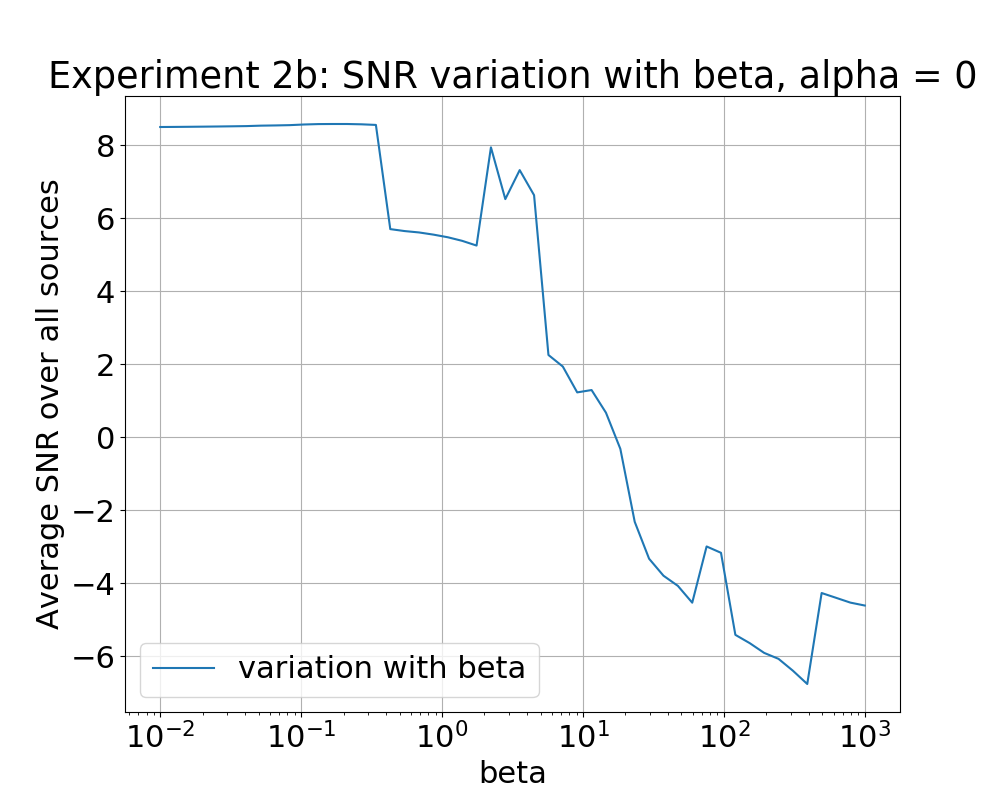 Experiment 2b: SNR variation with beta, alpha = 0
Average SNR over all sources
8
6
4
2
0
−2
−4
−6
variation with beta
10⁻² 10⁻¹ 10⁰ 10¹ 10² 10³
beta